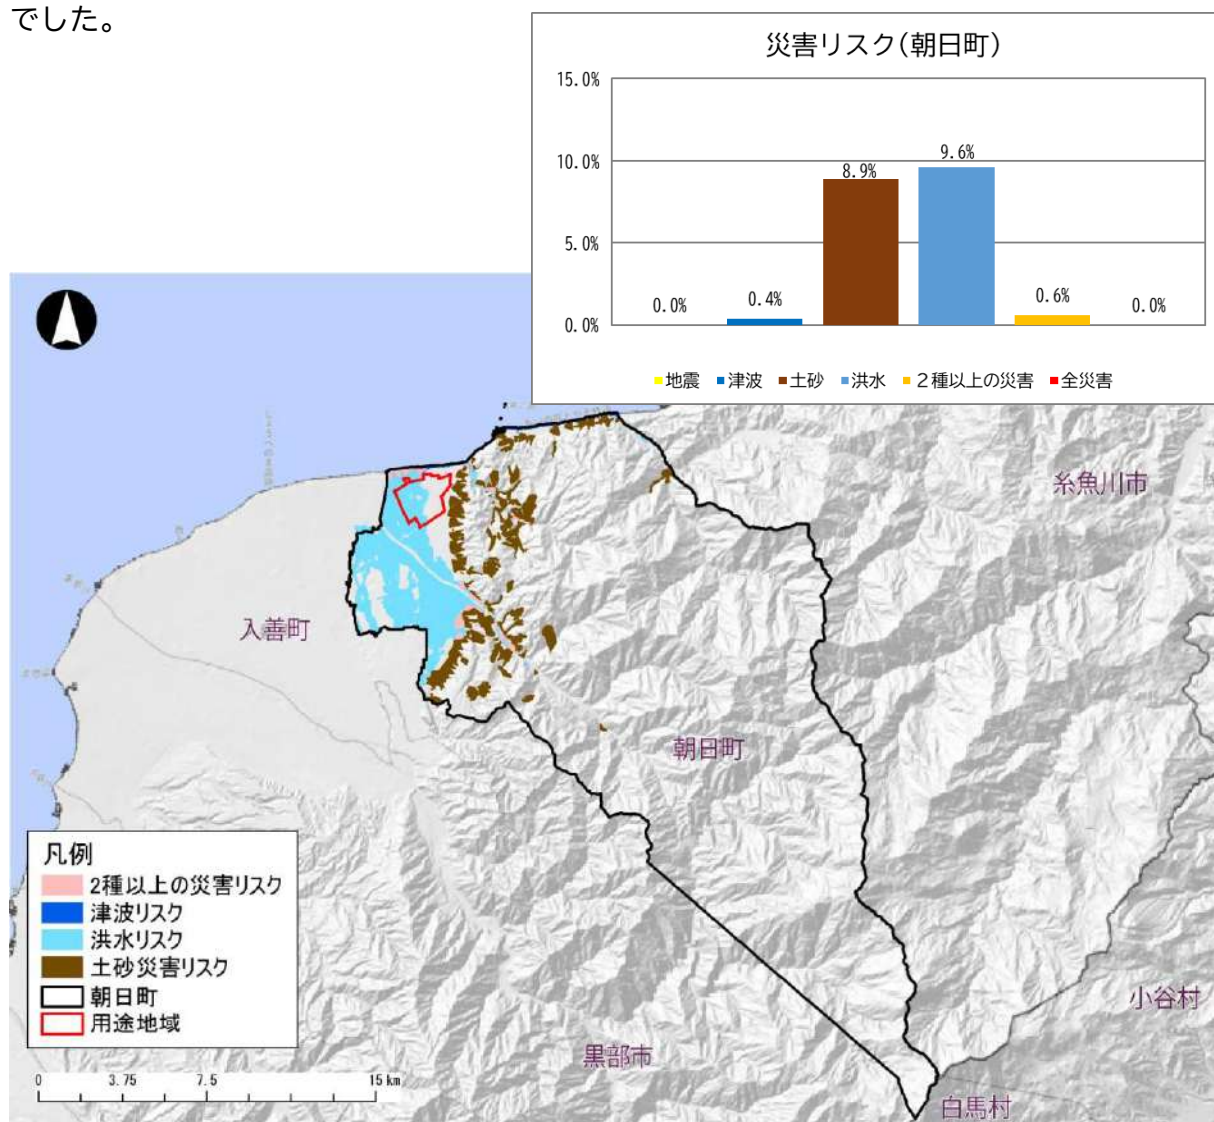 でした。
災害リスク(朝日町)
15.0%
10.0%
5.0%
0.0%
0.0%
0.4%
8.9%
9.6%
0.6%
0.0%
地震 津波 土砂 洪水 2種以上の災害 全災害
糸魚川市
入善町
朝日町
小谷村
黒部市
白馬村
凡例
2種以上の災害リスク
津波リスク
洪水リスク
土砂災害リスク
朝日町
用途地域
0 3.75 7.5 15 km